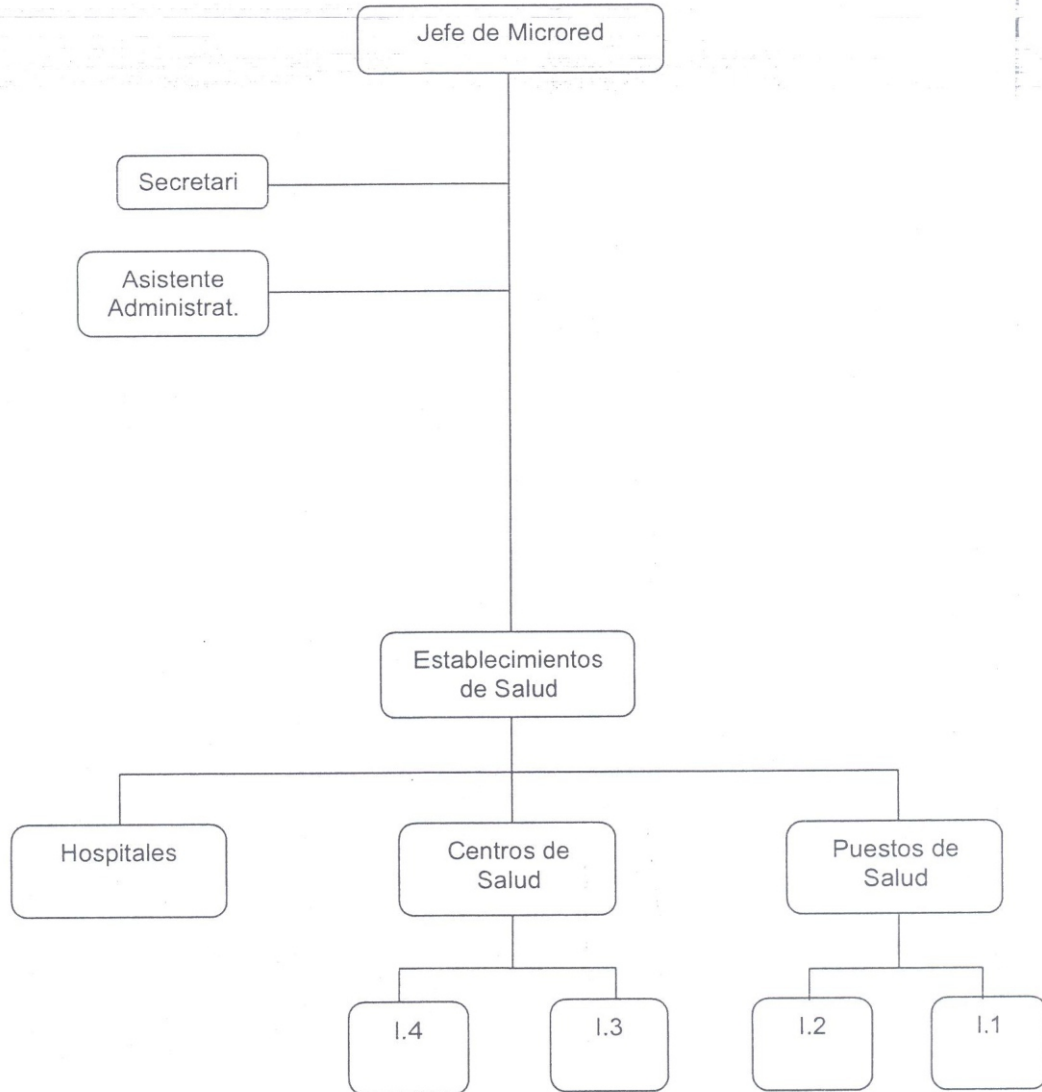 Jefe de Microred
Secretari
Asistente
Administrat.
Establecimientos
de Salud
Hospitales
Centros de
Salud
Puestos de
Salud
I.4
I.3
I.2
I.1